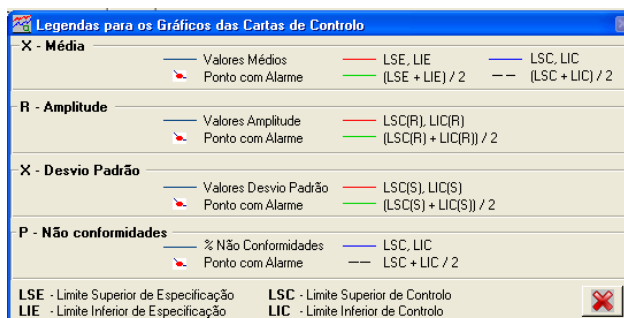 Legendas para os Gráficos das Cartas de Controlo
X - Média
Valores Médios LSE, LIE LSC, LIC
Ponto com Alarme (LSE + LIE) / 2 (LSC + LIC) / 2
R - Amplitude
Valores Amplitude LSC(R), LIC(R)
Ponto com Alarme (LSC(R) + LIC(R)) / 2
X - Desvio Padrão
Valores Desvio Padrão LSC(S), LIC(S)
Ponto com Alarme (LSC(S) + LIC(S)) / 2
P - Não conformidades
% Não Conformidades LSC, LIC
Ponto com Alarme LSC + LIC / 2
LSE - Limite Superior de Especificação LSC - Limite Superior de Controlo
LIE - Limite Inferior de Especificação LIC - Limite Inferior de Controlo